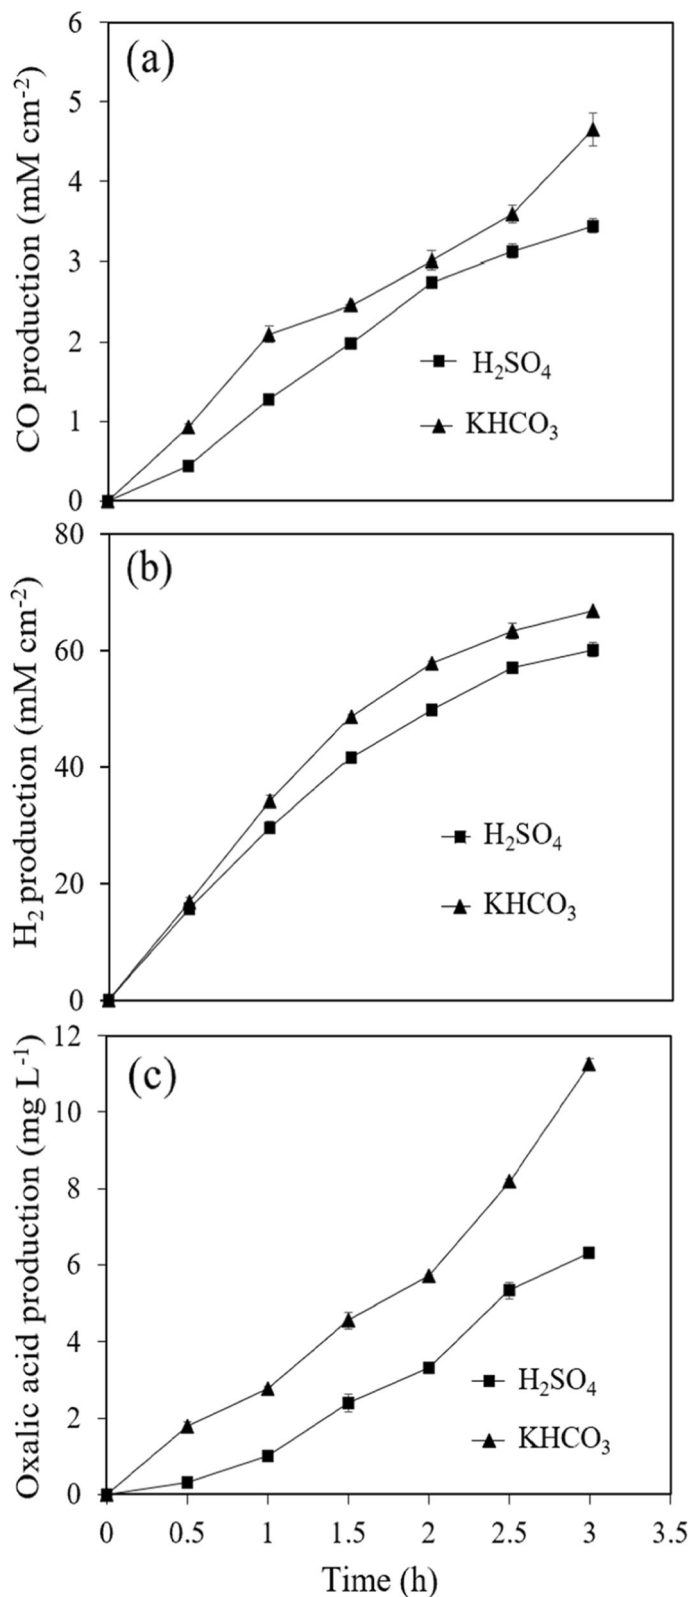 (a)
CO production (mM cm⁻²)
6
5
4
3
2
1
0
H₂SO₄
KHCO₃
(b)
H₂ production (mM cm⁻²)
80
60
40
20
0
H₂SO₄
KHCO₃
(c)
Oxalic acid production (mg L⁻¹)
12
10
8
6
4
2
0
H₂SO₄
KHCO₃
0 0.5 1 1.5 2 2.5 3 3.5
Time (h)